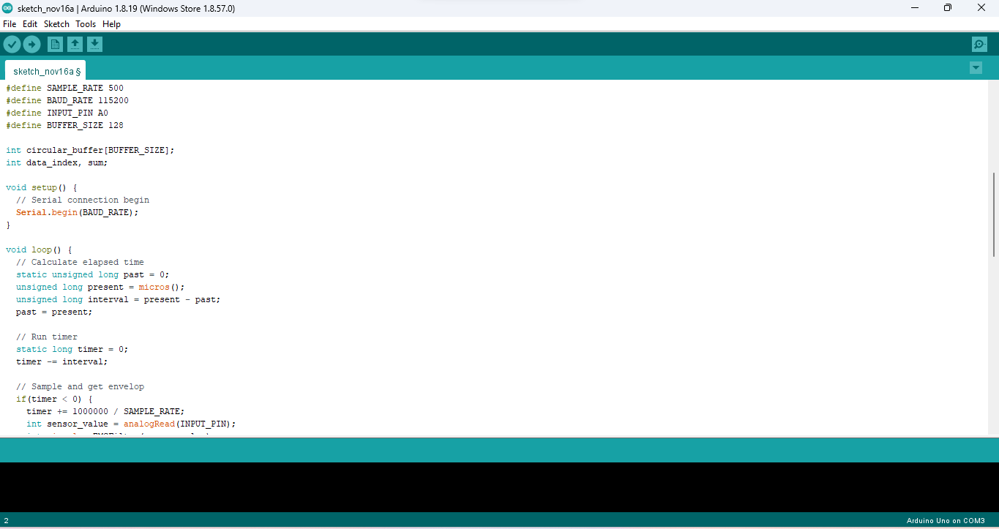 sketch_nov16a | Arduino 1.8.19 (Windows Store 1.8.57.0)
File Edit Sketch Tools Help
sketch_nov16a §
#define SAMPLE_RATE 500
#define BAUD_RATE 115200
#define INPUT_PIN A0
#define BUFFER_SIZE 128

int circular_buffer[BUFFER_SIZE];
int data_index, sum;

void setup() {
  // Serial connection begin
  Serial.begin(BAUD_RATE);
}

void loop() {
  // Calculate elapsed time
  static unsigned long past = 0;
  unsigned long present = micros();
  unsigned long interval = present - past;
  past = present;

  // Run timer
  static long timer = 0;
  timer -= interval;

  // Sample and get envelop
  if(timer < 0) {
    timer += 1000000 / SAMPLE_RATE;
    int sensor_value = analogRead(INPUT_PIN);
2
Arduino Uno on COM3